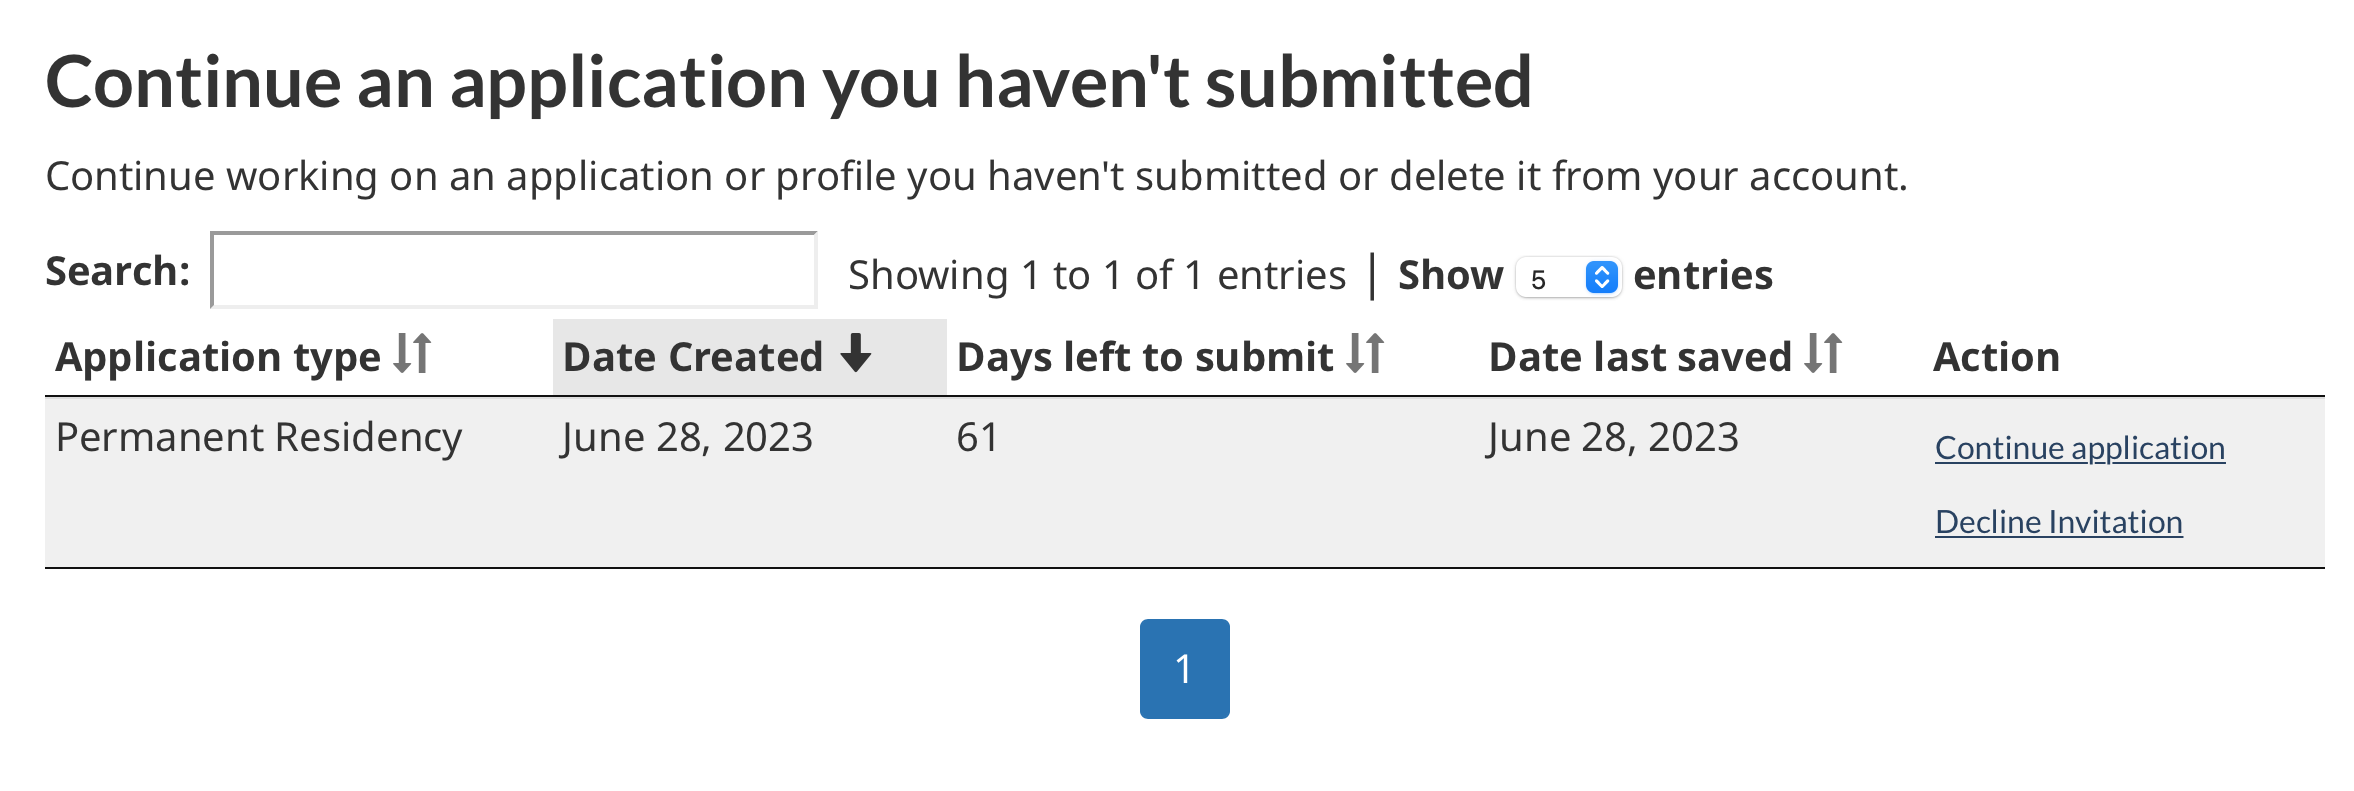 Continue an application you haven't submitted
Continue working on an application or profile you haven't submitted or delete it from your account.
Search: Showing 1 to 1 of 1 entries | Show 5 entries
Application type Date Created Days left to submit Date last saved Action
Permanent Residency June 28, 2023 61 June 28, 2023 Continue application
Decline Invitation
1